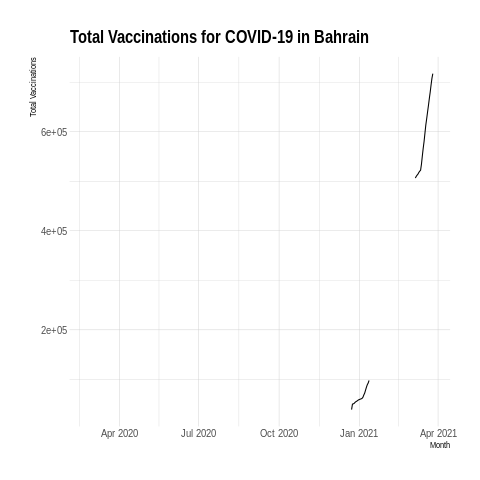 Total Vaccinations for COVID-19 in Bahrain
Total Vaccinations
6e+05
4e+05
2e+05
Apr 2020 Jul 2020 Oct 2020 Jan 2021 Apr 2021
Month